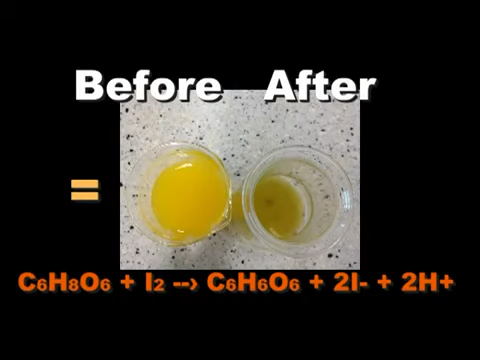 Before After
=
C6H8O6 + I2 --› C6H6O6 + 2I- + 2H+